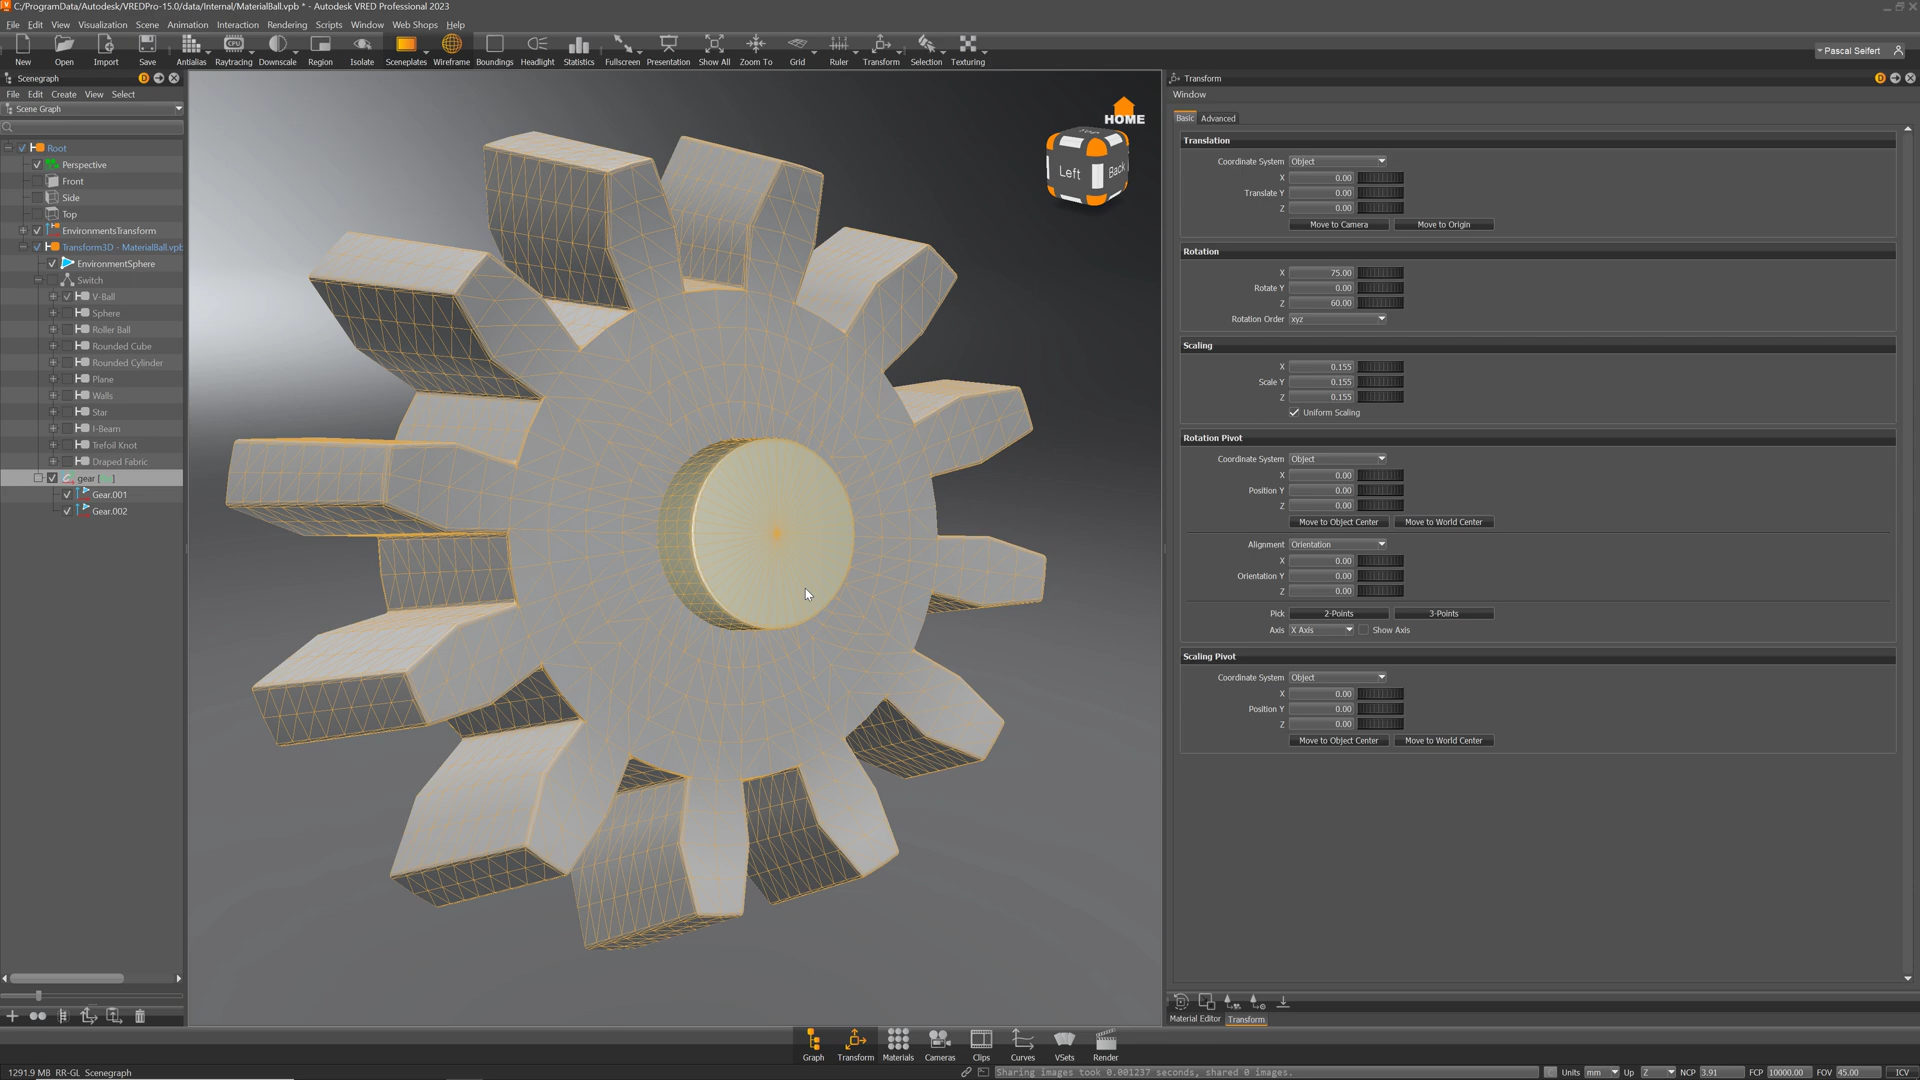 C:/ProgramData/Autodesk/VREDPro-15.0/data/Internal/MaterialBall.vpb * - Autodesk VRED Professional 2023
File Edit View Visualization Scene Animation Interaction Rendering Scripts Window Web Shops Help
New Open Import Save Antialias Raytracing Downscale Region Isolate Sceneplates Wireframe Boundings Headlight Statistics Fullscreen Presentation Show All Zoom To Grid Ruler Transform Selection Texturing
CPU
Pascal Seifert
Scenegraph
File Edit Create View Select
Scene Graph
Root
Perspective
Front
Side
Top
EnvironmentsTransform
Transform3D - MaterialBall.vpb
EnvironmentSphere
Switch
V-Ball
Sphere
Roller Ball
Rounded Cube
Rounded Cylinder
Plane
Walls
Star
I-Beam
Trefoil Knot
Draped Fabric
gear [
Gear.001
Gear.002
HOME
Top
Left
Back
Transform
Window
Basic Advanced
Translation
Coordinate System Object
X 0.00
Translate Y 0.00
Z 0.00
Move to Camera Move to Origin
Rotation
X 75.00
Rotate Y 0.00
Z 60.00
Rotation Order xyz
Scaling
X 0.155
Scale Y 0.155
Z 0.155
Uniform Scaling
Rotation Pivot
Coordinate System Object
X 0.00
Position Y 0.00
Z 0.00
Move to Object Center Move to World Center
Alignment Orientation
X 0.00
Orientation Y 0.00
Z 0.00
Pick 2-Points 3-Points
Axis X Axis Show Axis
Scaling Pivot
Coordinate System Object
X 0.00
Position Y 0.00
Z 0.00
Move to Object Center Move to World Center
Material Editor Transform
Graph Transform Materials Cameras Clips Curves VSets Render
1291.9 MB RR-GL Scenegraph
Sharing images took 0.001237 seconds, shared 0 images.
Units mm Up Z NCP 3.91 FCP 10000.00 FOV 45.00 ICV